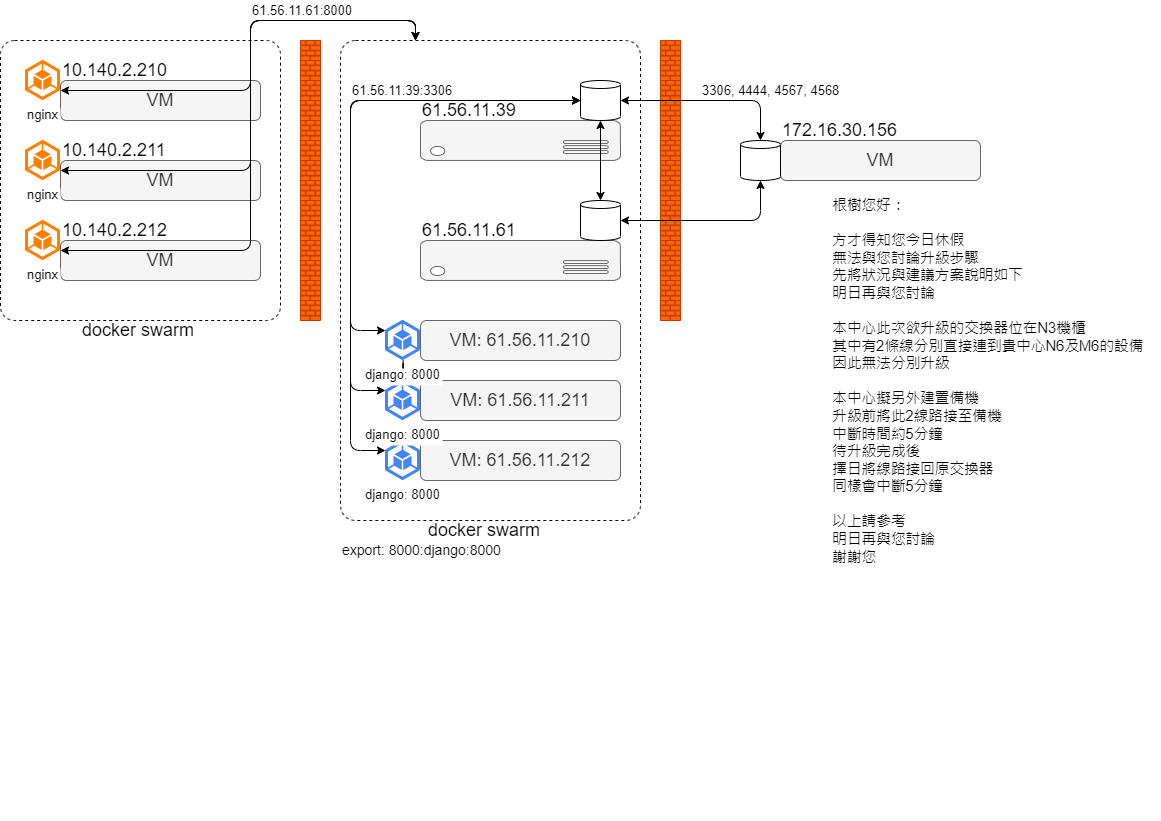 61.56.11.61:8000
10.140.2.210
VM
nginx
10.140.2.211
VM
nginx
10.140.2.212
VM
nginx
docker swarm
61.56.11.39:3306
61.56.11.39
61.56.11.61
VM: 61.56.11.210
django: 8000
VM: 61.56.11.211
django: 8000
VM: 61.56.11.212
django: 8000
docker swarm
export: 8000:django:8000
3306, 4444, 4567, 4568
172.16.30.156
VM
根樹您好：
方才得知您今日休假
無法與您討論升級步驟
先將狀況與建議方案說明如下
明日再與您討論
本中心此次欲升級的交換器位在N3機櫃
其中有2條線分別直接連到貴中心N6及M6的設備
因此無法分別升級
本中心擬另外建置備機
升級前將此2線路接至備機
中斷時間約5分鐘
待升級完成後
擇日將線路接回原交換器
同樣會中斷5分鐘
以上請參考
明日再與您討論
謝謝您